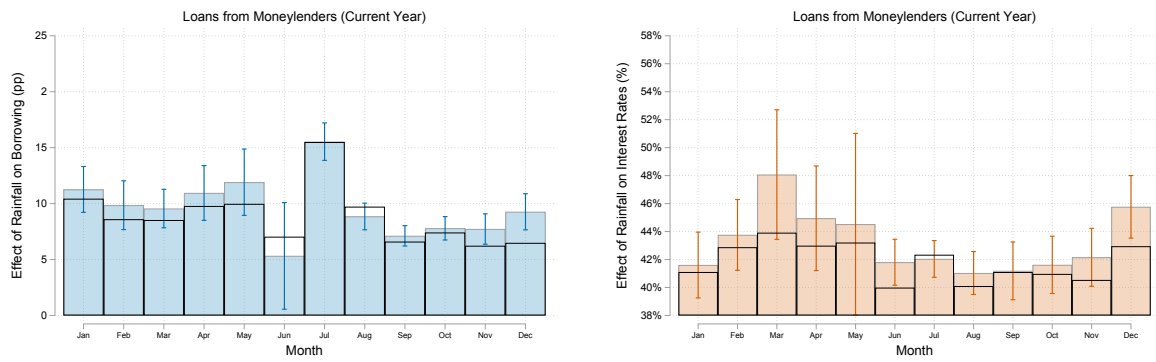 Loans from Moneylenders (Current Year)
Effect of Rainfall on Borrowing (pp)
25
2
15
10
5
0
Jan Feb Mar Apr May Jun Jul Aug Sep Oct Nov Dec
Month
Loans from Moneylenders (Current Year)
Effect of Rainfall on Interest Rates (%)
58%
56%
54%
52%
50%
48%
46%
44%
42%
40%
38%
Jan Feb Mar Apr May Jun Jul Aug Sep Oct Nov Dec
Month